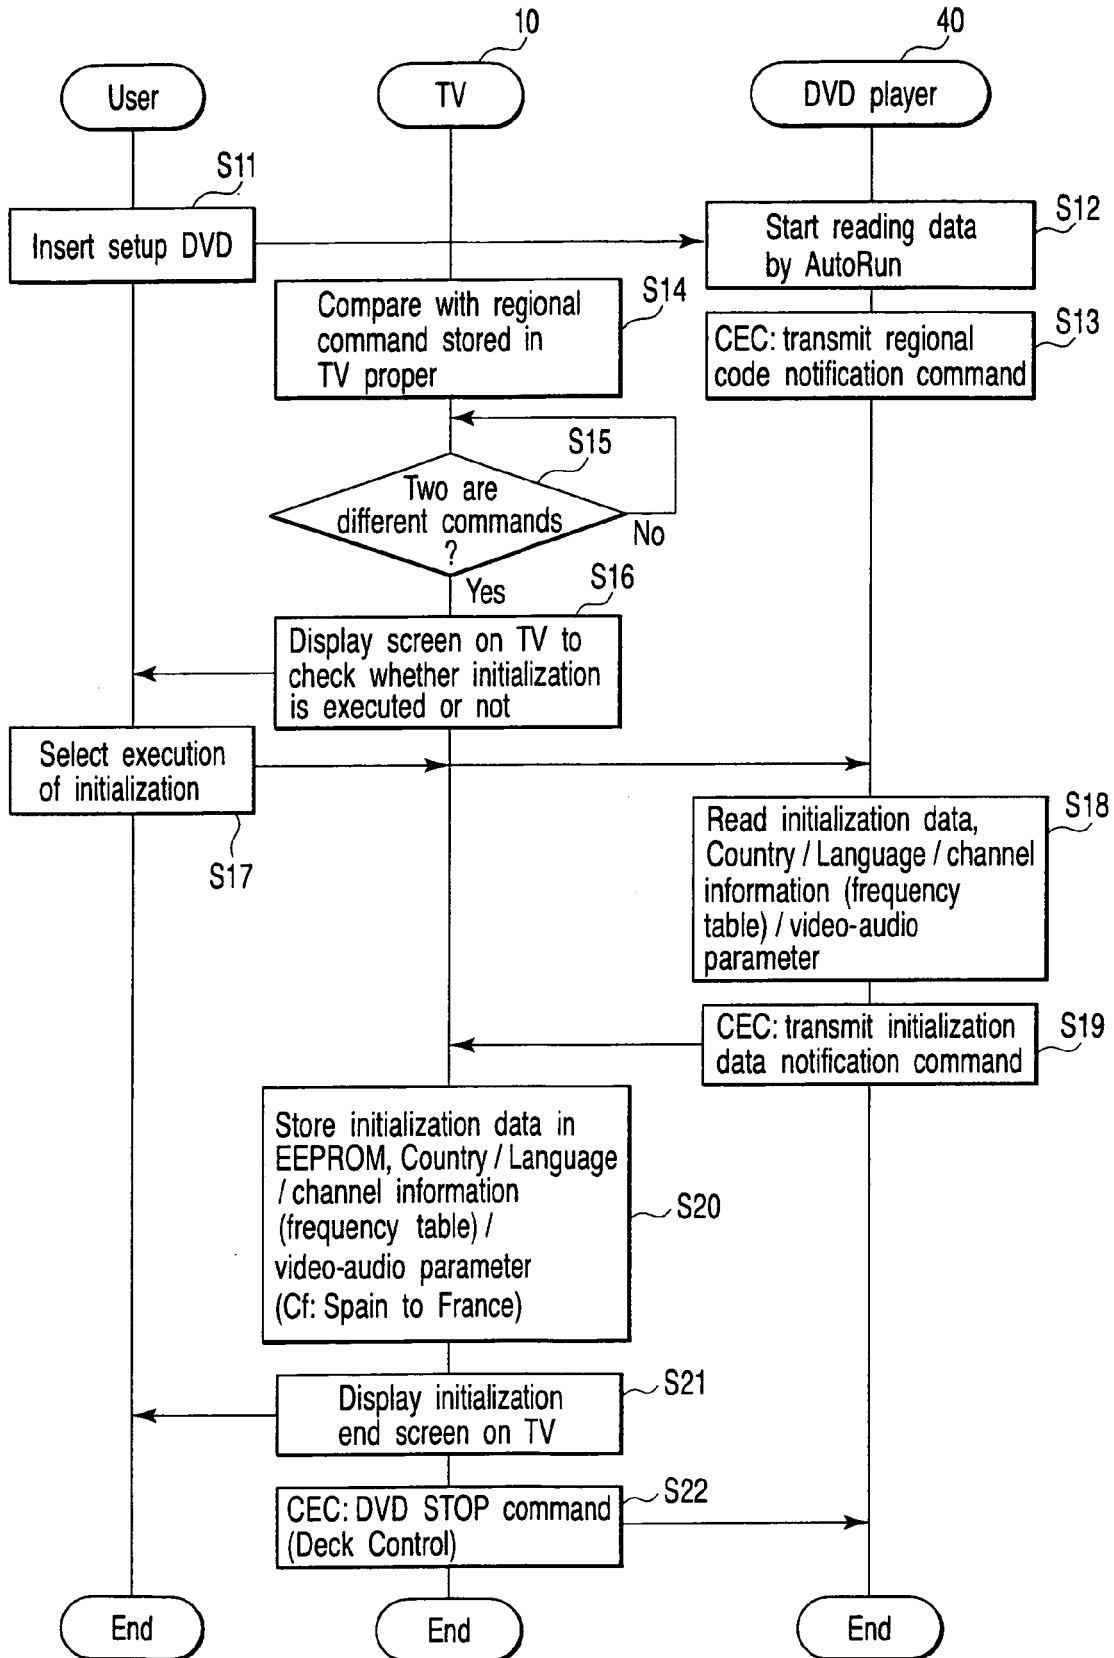 10
40
User
TV
DVD player
S11
Insert setup DVD
S12
Start reading data
by AutoRun
S14
Compare with regional
command stored in
TV proper
S13
CEC: transmit regional
code notification command
S15
Two are
different commands
?
No
Yes
S16
Display screen on TV to
check whether initialization
is executed or not
Select execution
of initialization
S17
S18
Read initialization data,
Country / Language / channel
information (frequency
table) / video-audio
parameter
S19
CEC: transmit initialization
data notification command
Store initialization data in
EEPROM, Country / Language
/ channel information
(frequency table) /
video-audio parameter
(Cf: Spain to France)
S20
S21
Display initialization
end screen on TV
S22
CEC: DVD STOP command
(Deck Control)
End
End
End